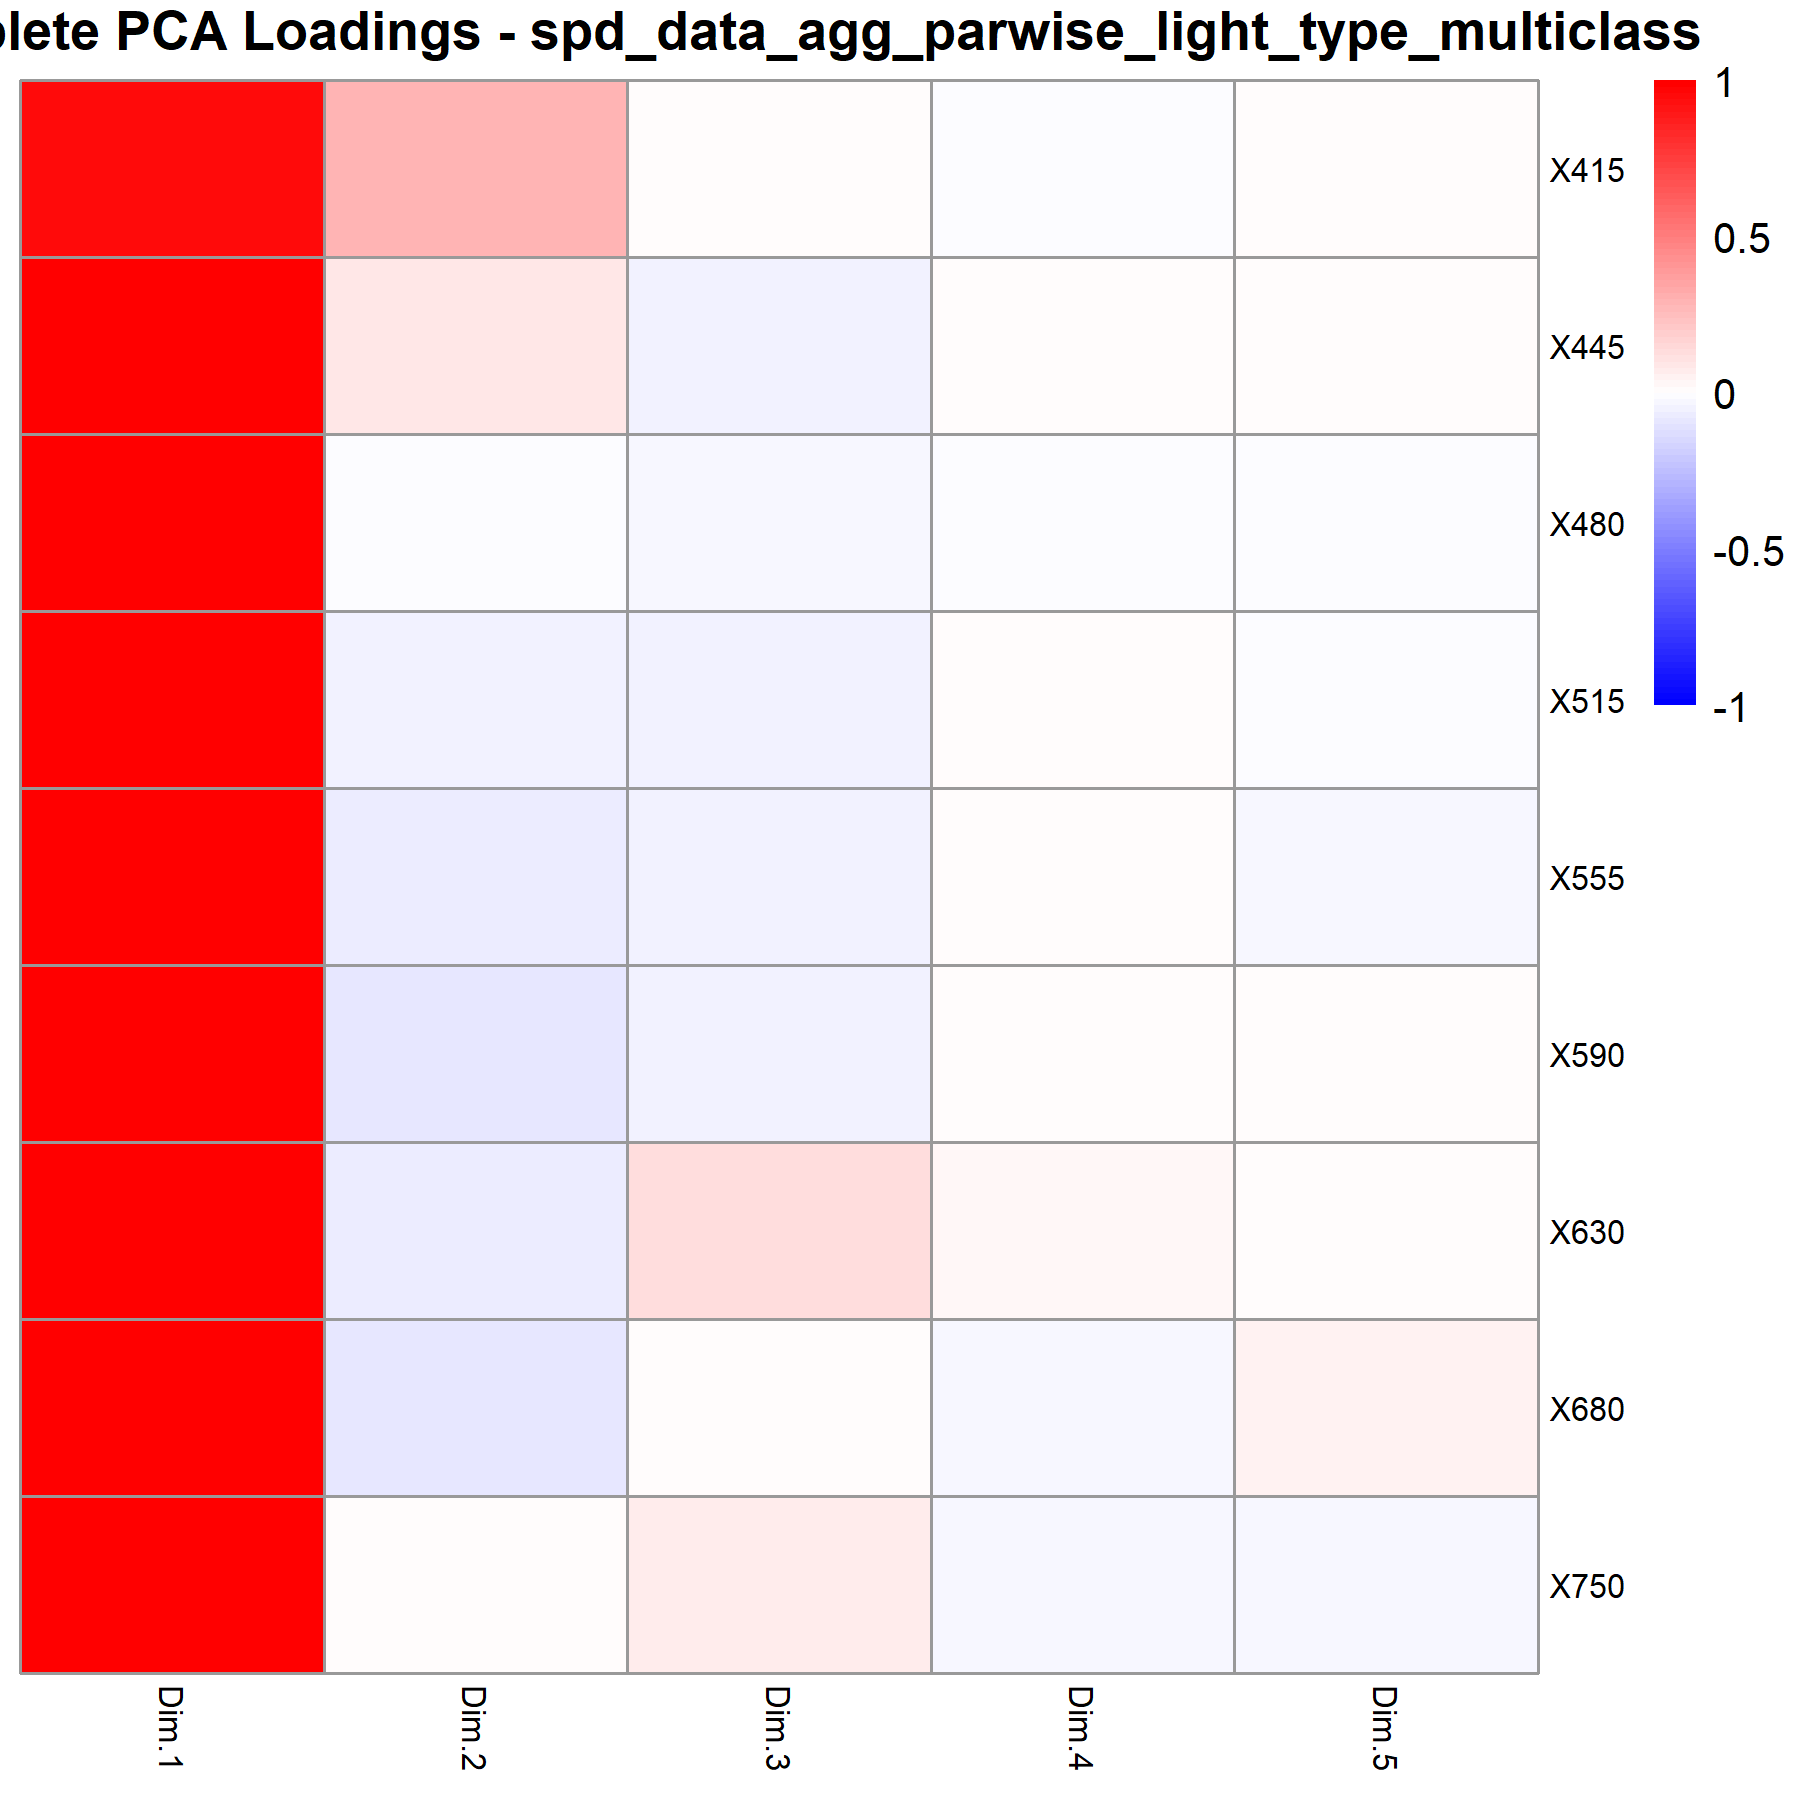 plete PCA Loadings - spd_data_agg_parwise_light_type_multiclass
1
0.5
0
-0.5
-1
X415
X445
X480
X515
X555
X590
X630
X680
X750
Dim.1
Dim.2
Dim.3
Dim.4
Dim.5